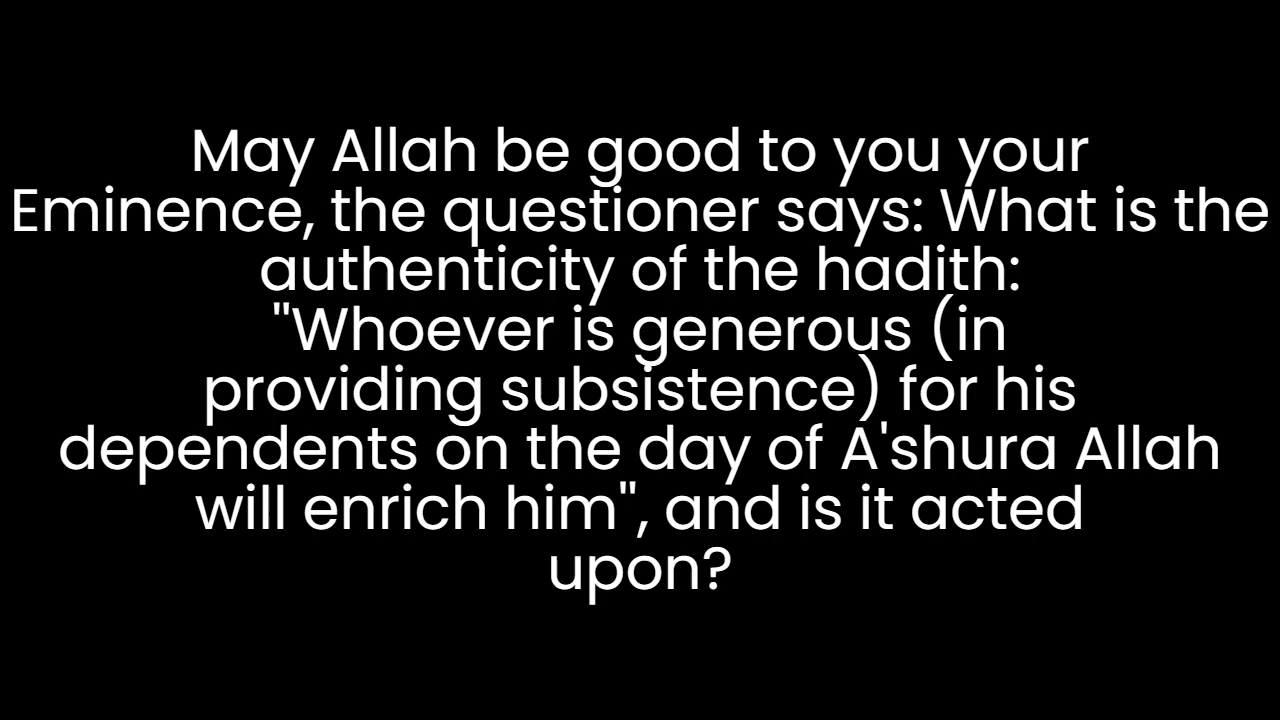 May Allah be good to you your
Eminence, the questioner says: What is the
authenticity of the hadith:
"Whoever is generous (in
providing subsistence) for his
dependents on the day of A'shura Allah
will enrich him", and is it acted
upon?